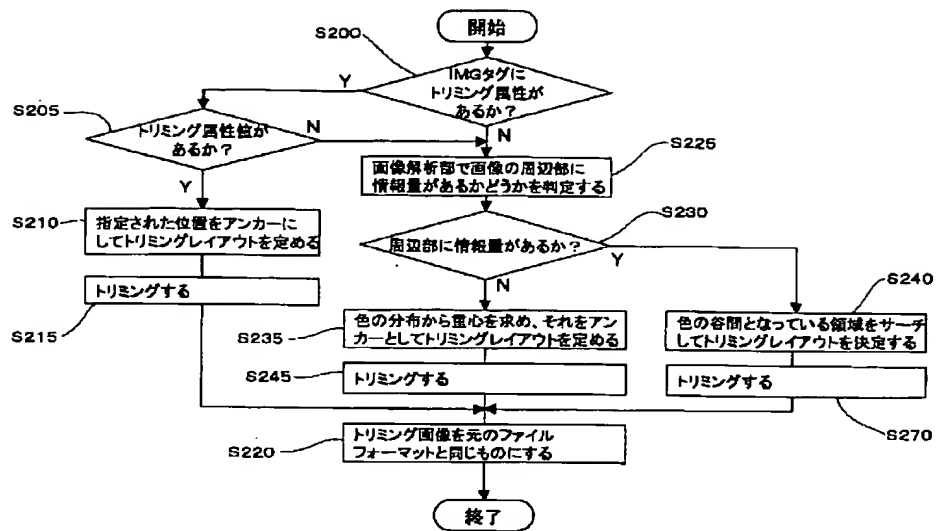 開始
S200
IMGタグに
トリミング属性が
あるか?
Y
N
S205
トリミング属性値が
あるか?
N
Y
S225
画像解析部で画像の周辺部に
情報量があるかどうかを判定する
S210
指定された位置をアンカーに
してトリミングレイアウトを定める
S230
周辺部に情報量があるか?
Y
N
S215
トリミングする
S235
色の分布から重心を求め、それをアン
カーとしてトリミングレイアウトを定める
S240
色の谷間となっている領域をサーチ
してトリミングレイアウトを決定する
S245
トリミングする
トリミングする
S270
S220
トリミング画像を元のファイル
フォーマットと同じものにする
終了